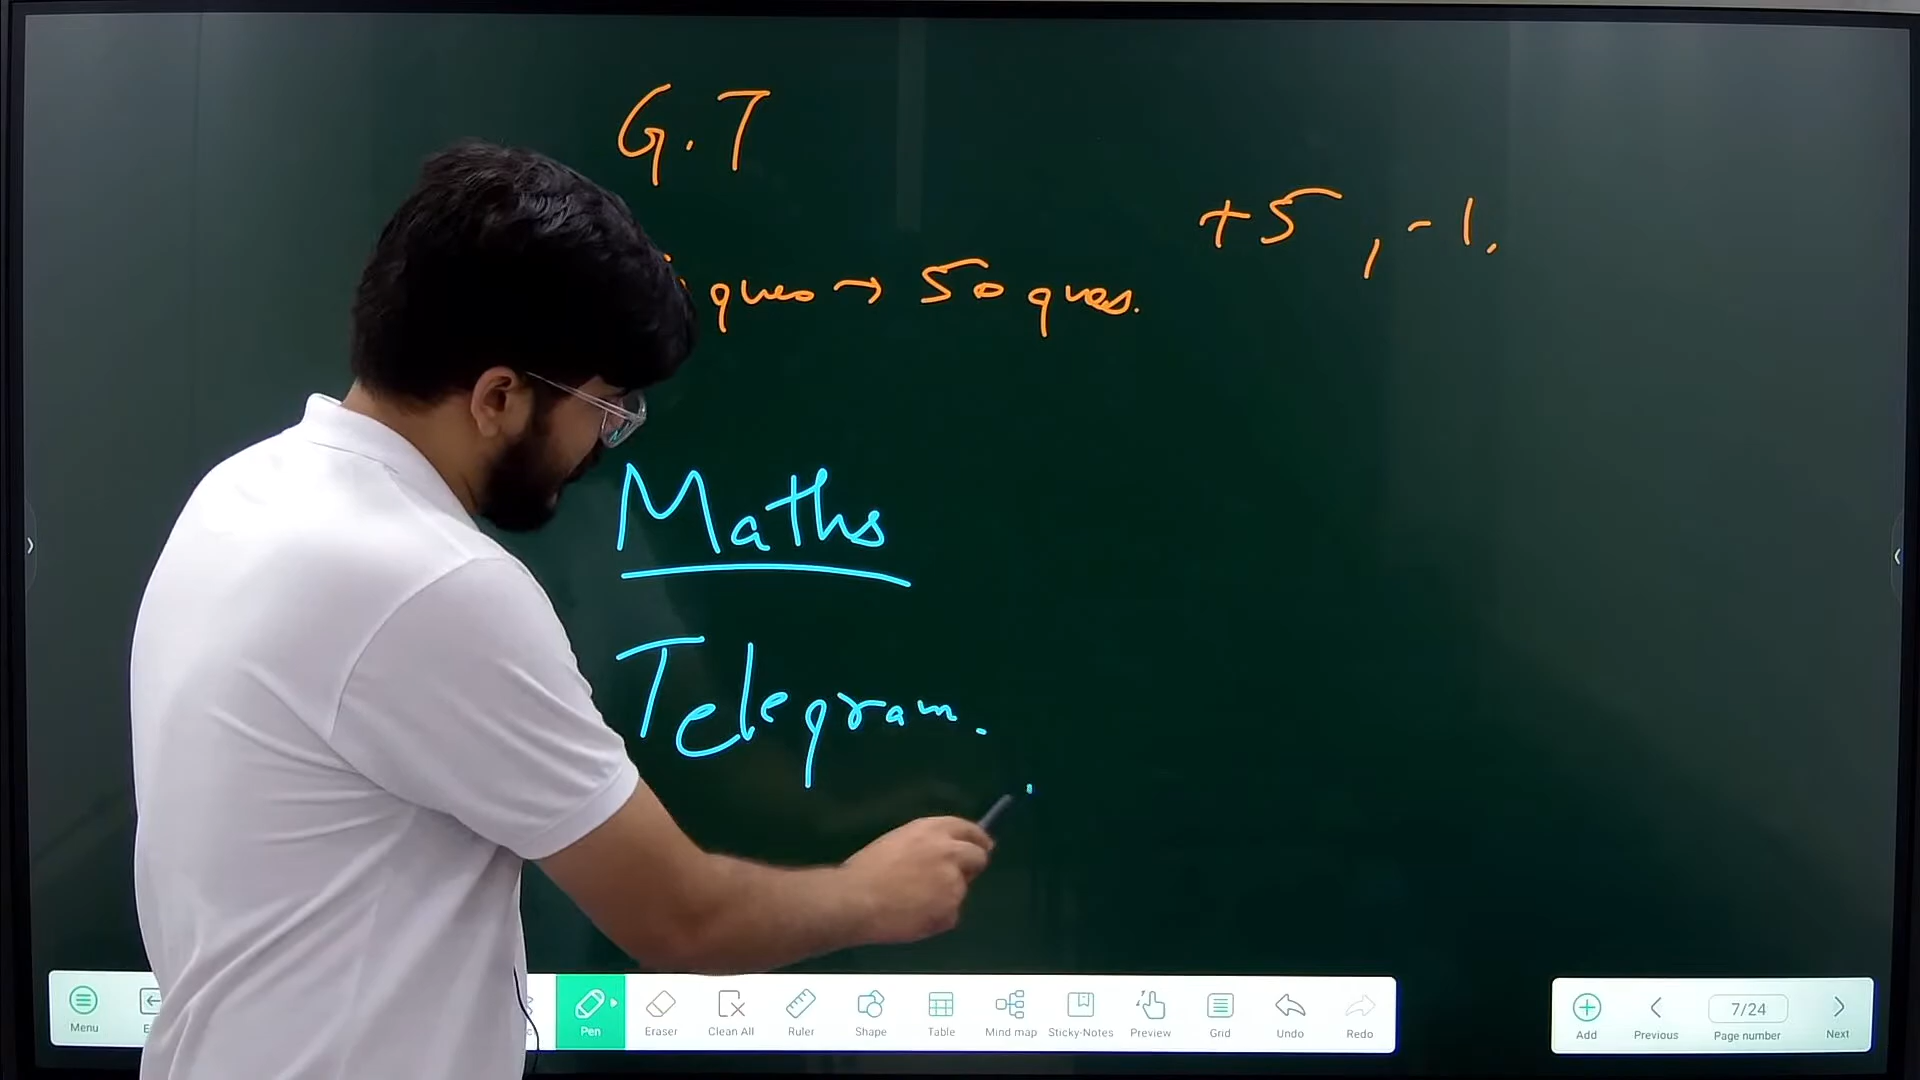 G.T
+5, -1.
ques → 50 ques.
Maths
Telegram.
Menu
Pen
Eraser
Clean All
Ruler
Shape
Table
Mind map
Sticky-Notes
Preview
Grid
Undo
Redo
Add
Previous
7/24
Page number
Next